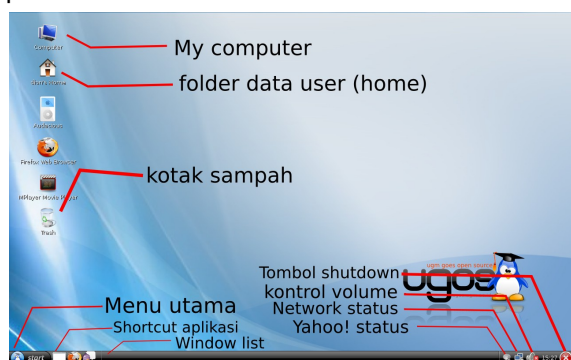 Computer
My computer
folder data user (home)
Audacious
Firefox Web Browser
kotak sampah
MPlayer Movie Player
Trash
ugm goes open source
ugos
Tombol shutdown
kontrol volume
Menu utama
Network status
Shortcut aplikasi
Yahoo! status
Window list
start
15:27